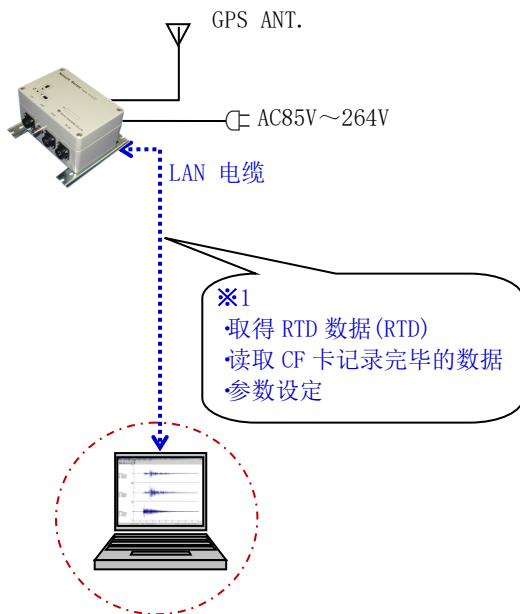 GPS ANT.
AC85V～264V
LAN 电缆
※1
·取得 RTD 数据(RTD)
·读取 CF 卡记录完毕的数据
·参数设定